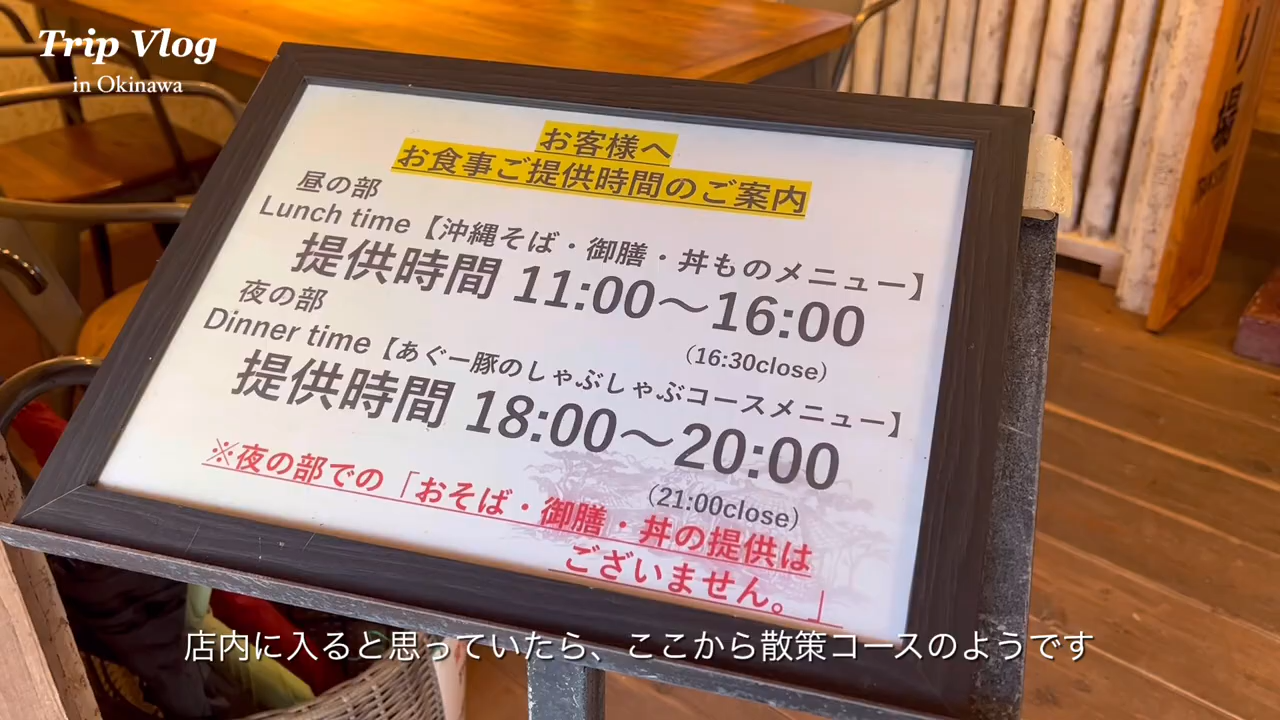 Trip Vlog
in Okinawa
お客様へ
お食事ご提供時間のご案内
昼の部
Lunch time【沖縄そば・御膳・丼ものメニュー】
提供時間 11:00～16:00
（16:30close）
夜の部
Dinner time【あぐー豚のしゃぶしゃぶコースメニュー】
提供時間 18:00～20:00
（21:00close）
※夜の部での「おそば・御膳・丼の提供は
ございません。」
店内に入ると思っていたら、ここから散策コースのようです